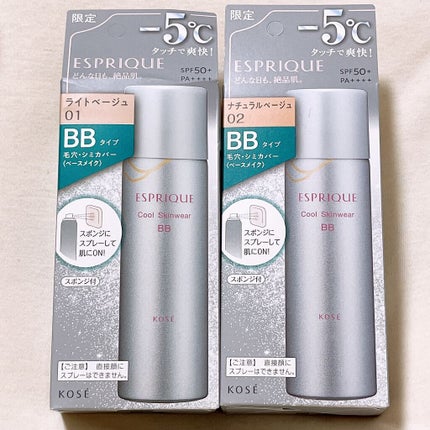 限定
−5℃
タッチで爽快!
ESPRIQUE
どんな日も、絶品肌。
SPF50+
PA++++
ライトベージュ
01
BBタイプ
毛穴・シミカバー
(ベースメイク)
スポンジに
スプレーして
肌にON!
スポンジ付
ESPRIQUE
Cool Skinwear
BB
KOSÉ
【ご注意】直接顔に
スプレーはできません。
KOSÉ
限定
−5℃
タッチで爽快!
ESPRIQUE
どんな日も、絶品肌。
SPF50+
PA++++
ナチュラルベージュ
02
BBタイプ
毛穴・シミカバー
(ベースメイク)
スポンジに
スプレーして
肌にON!
スポンジ付
ESPRIQUE
Cool Skinwear
BB
KOSÉ
【ご注意】直接顔に
スプレーはできません。
KOSÉ